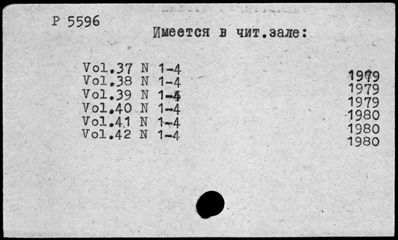 Р 5596
Имеется в чит.зале:
Vol.37 N 1-4 1979
Vol.38 N 1-4 1979
Vol.39 N 1-4 1979
Vol.40 N 1-4 1980
Vol.41 N 1-4 1980
Vol.42 N 1-4 1980